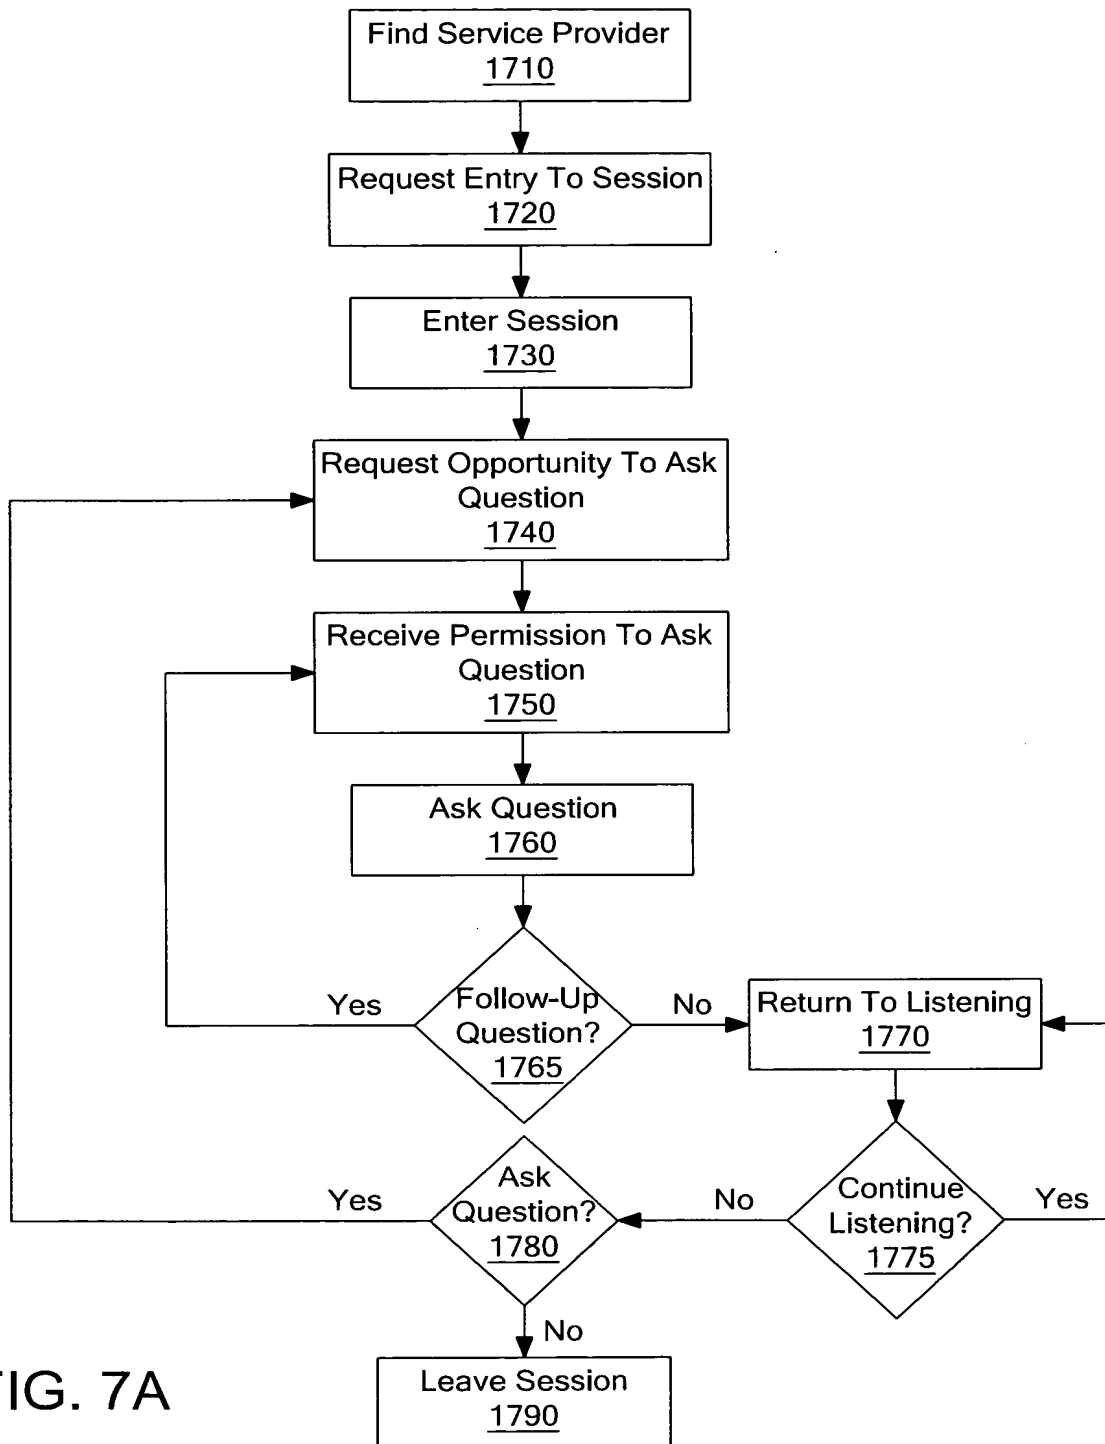 Find Service Provider
1710
Request Entry To Session
1720
Enter Session
1730
Request Opportunity To Ask
Question
1740
Receive Permission To Ask
Question
1750
Ask Question
1760
Yes
Follow-Up
Question?
1765
No
Return To Listening
1770
Yes
Ask
Question?
1780
No
Continue
Listening?
1775
Yes
No
Leave Session
1790
FIG. 7A